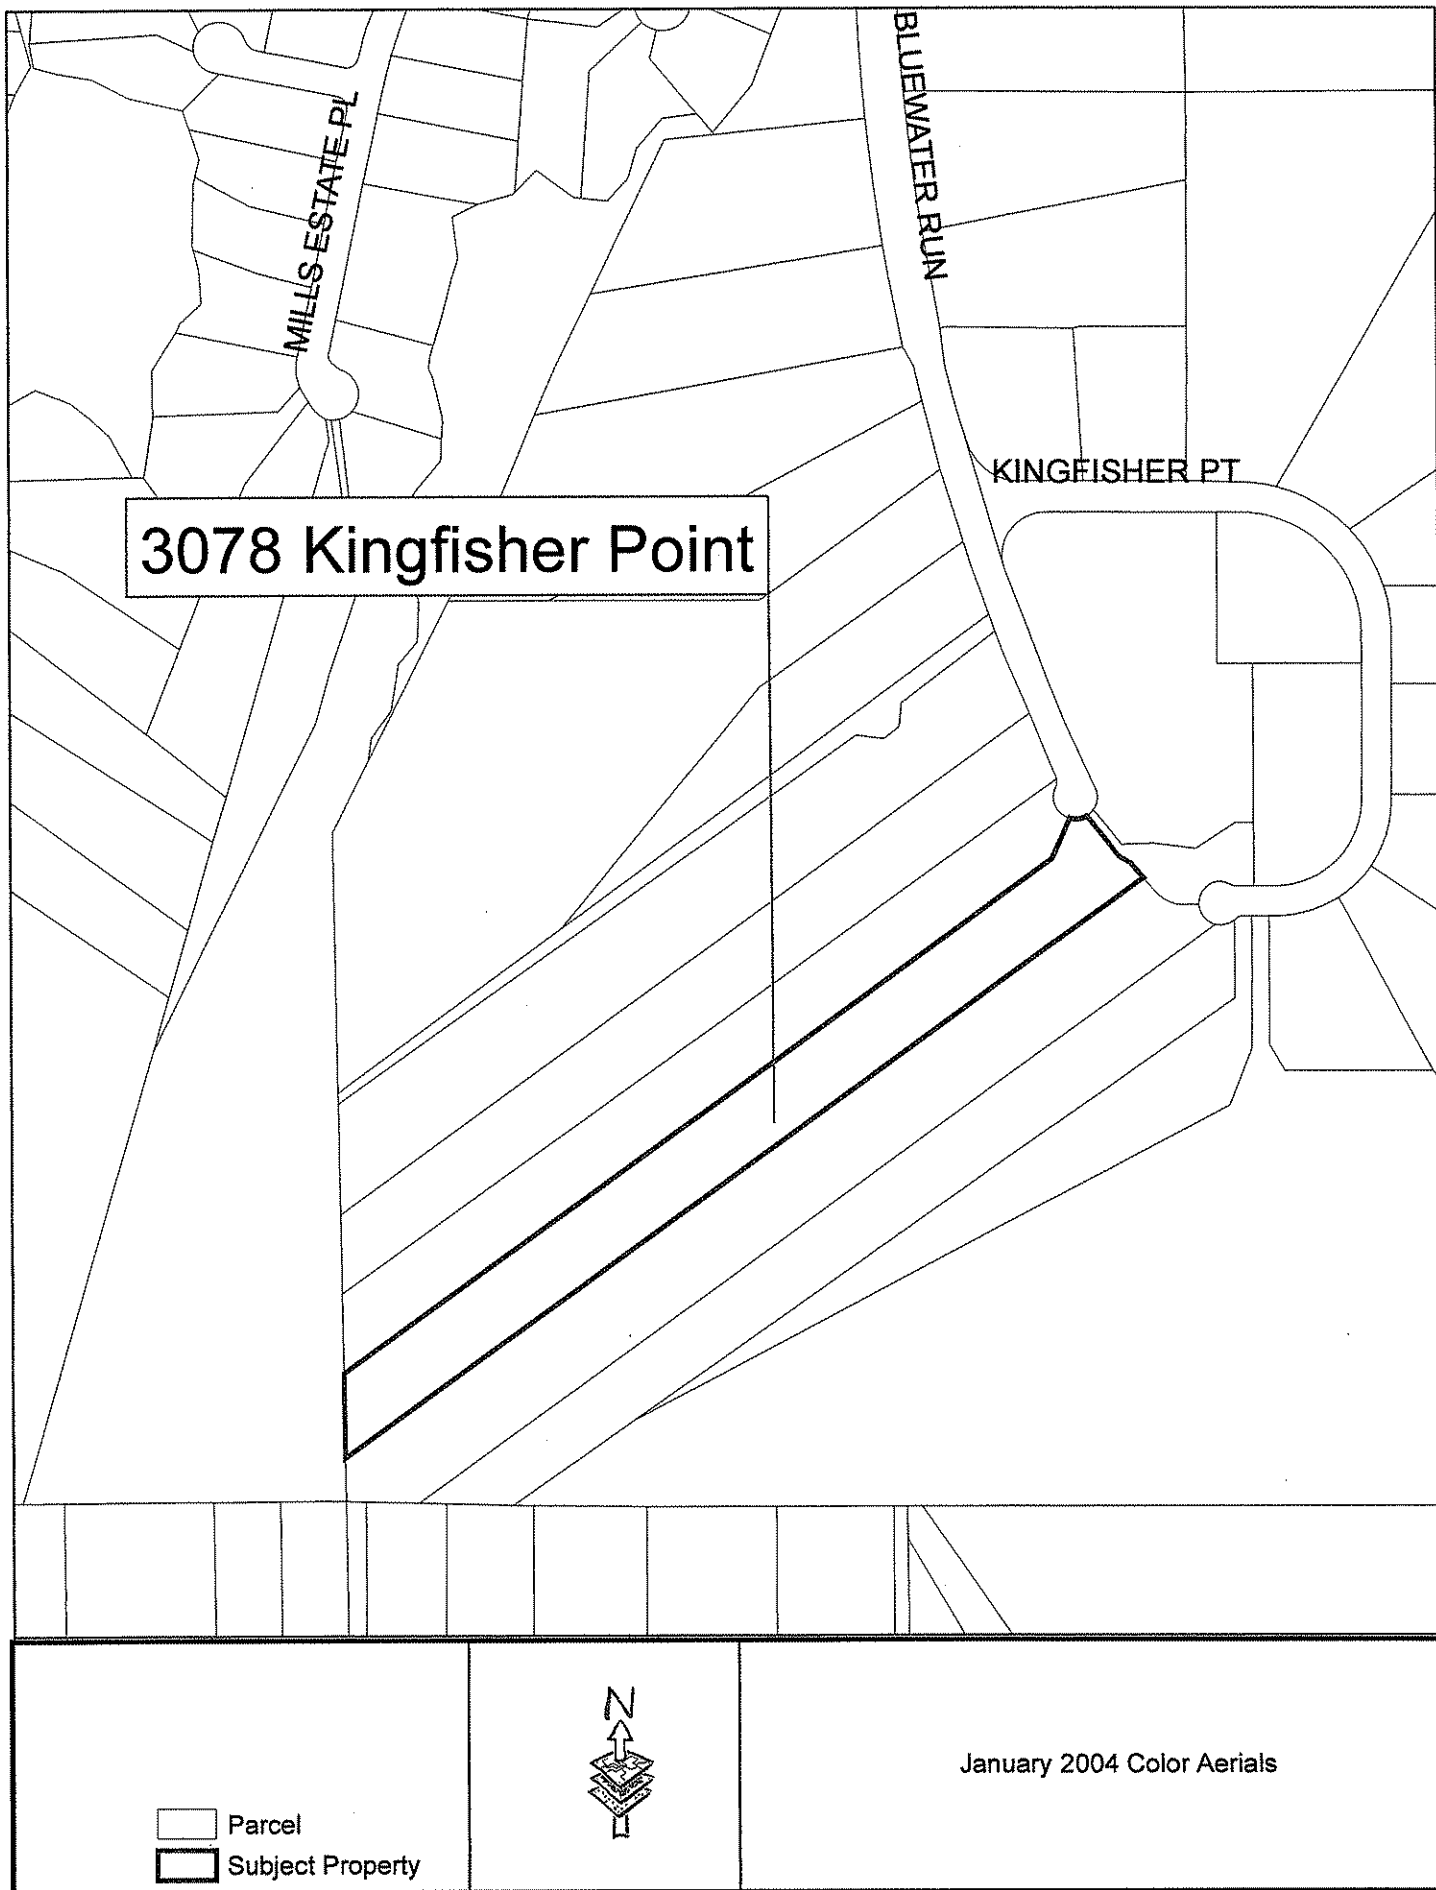 BLUEWATER RUN
MILLS ESTATE PL
KINGFISHER PT
3078 Kingfisher Point
N
January 2004 Color Aerials
Parcel
Subject Property